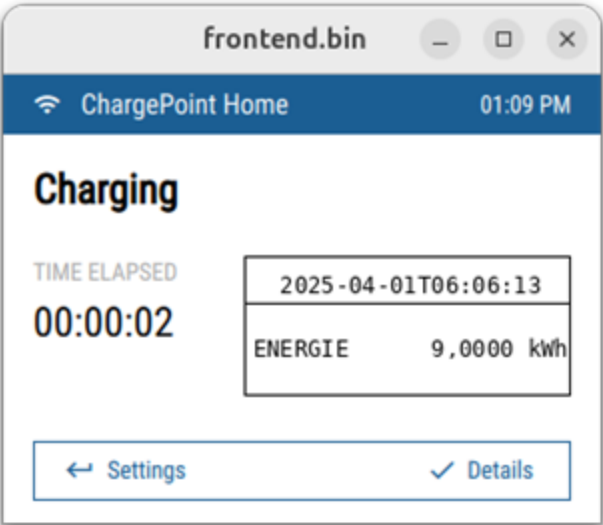 frontend.bin
ChargePoint Home 01:09 PM
Charging
TIME ELAPSED
00:00:02
2025-04-01T06:06:13
ENERGIE 9,0000 kWh
Settings Details